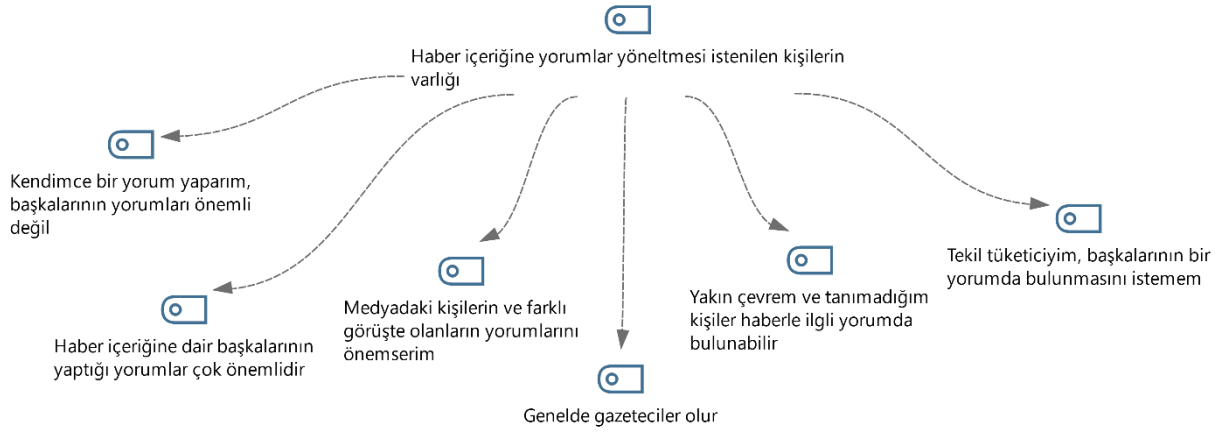 Haber içeriğine yorumlar yöneltmesi istenilen kişilerin
varlığı
Kendimce bir yorum yaparım,
başkalarının yorumları önemli
değil
Haber içeriğine dair başkalarının
yaptığı yorumlar çok önemlidir
Medyadaki kişilerin ve farklı
görüşte olanların yorumlarını
önemserim
Genelde gazeteciler olur
Yakın çevrem ve tanımadığım
kişiler haberle ilgli yorumda
bulunabilir
Tekil tüketiciyim, başkalarının bir
yorumda bulunmasını istemem